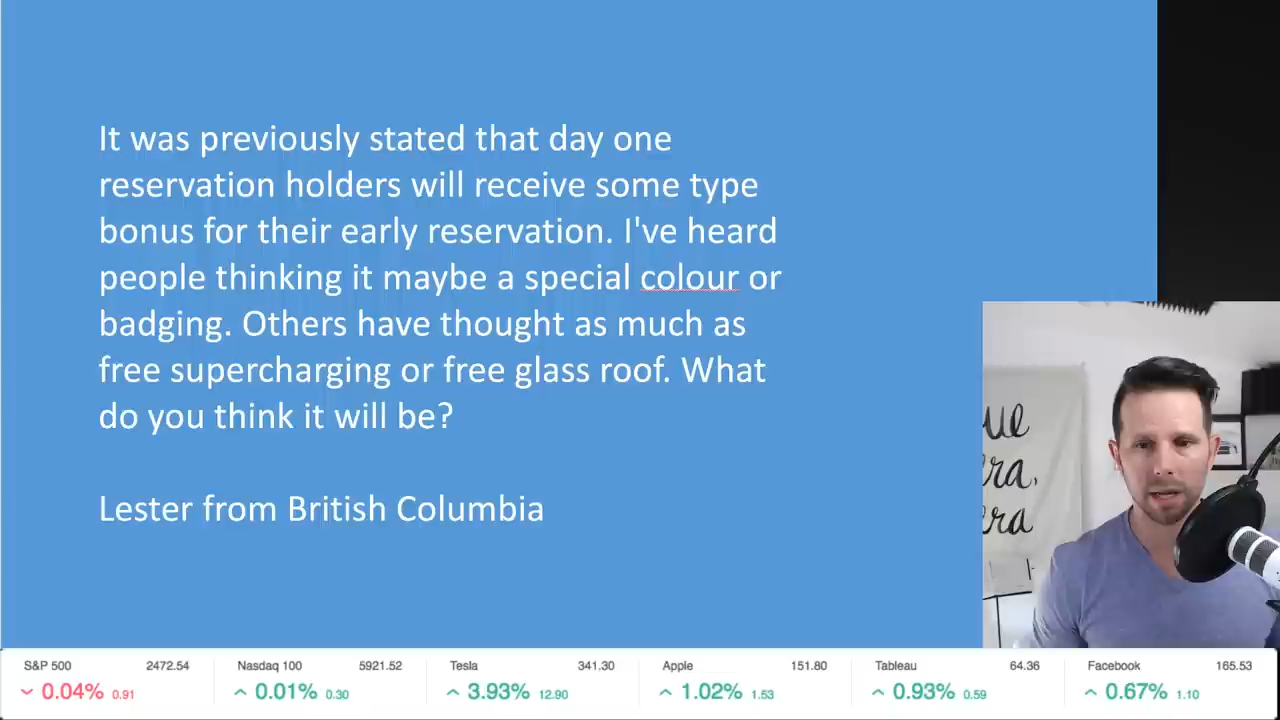 It was previously stated that day one
reservation holders will receive some type
bonus for their early reservation. I've heard
people thinking it maybe a special colour or
badging. Others have thought as much as
free supercharging or free glass roof. What
do you think it will be?
Lester from British Columbia
S&P 500 2472.54
0.04% 0.91
Nasdaq 100 5921.52
0.01% 0.30
Tesla 341.30
3.93% 12.90
Apple 151.80
1.02% 1.53
Tableau 64.36
0.93% 0.59
Facebook 165.53
0.67% 1.10